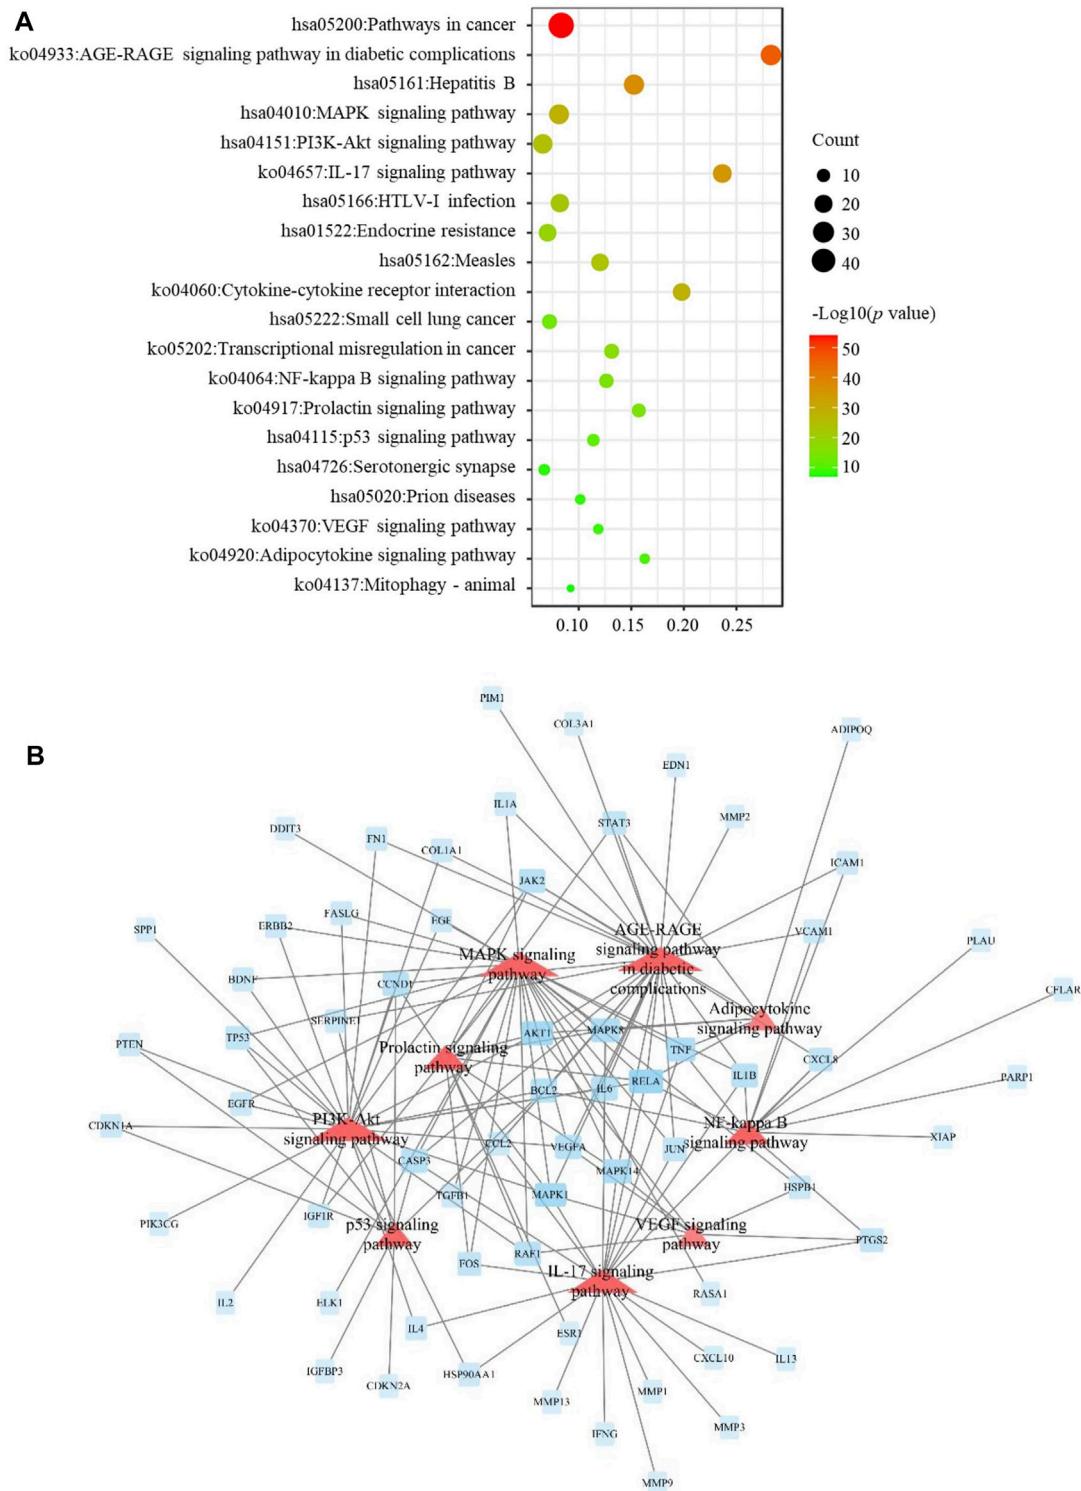 A
hsa05200:Pathways in cancer
ko04933:AGE-RAGE signaling pathway in diabetic complications
hsa05161:Hepatitis B
hsa04010:MAPK signaling pathway
hsa04151:PI3K-Akt signaling pathway
ko04657:IL-17 signaling pathway
hsa05166:HTLV-I infection
hsa01522:Endocrine resistance
hsa05162:Measles
ko04060:Cytokine-cytokine receptor interaction
hsa05222:Small cell lung cancer
ko05202:Transcriptional misregulation in cancer
ko04064:NF-kappa B signaling pathway
ko04917:Prolactin signaling pathway
hsa04115:p53 signaling pathway
hsa04726:Serotonergic synapse
hsa05020:Prion diseases
ko04370:VEGF signaling pathway
ko04920:Adipocytokine signaling pathway
ko04137:Mitophagy - animal
0.10 0.15 0.20 0.25
Count
10
20
30
40
-Log10(p value)
50
40
30
20
10
B
PIM1
COL3A1
ADIPOQ
EDN1
IL1A
STAT3
MMP2
DDIT3
FN1
COL1A1
ICAM1
JAK2
FASLG
EGF
ERBB2
SPP1
VCAM1
PLAU
MAPK signaling
pathway
AGE-RAGE
signaling pathway
in diabetic
complications
BDNF
CCND1
CFLAR
SERPINE1
Adipocytokine
signaling pathway
TP53
PTEN
AKT1
MAPK8
TNF
CXCL8
Prolactin signaling
pathway
IL1B
PARP1
RELA
BCL2
IL6
EGFR
CDKN1A
PI3K-Akt
signaling pathway
NF-kappa B
signaling pathway
XIAP
CCL2
VEGFA
JUN
CASP3
MAPK14
HSPB1
TGFB1
MAPK1
IGF1R
PIK3CG
p53 signaling
pathway
VEGF signaling
pathway
PTGS2
RAF1
FOS
IL-17 signaling
pathway
RASA1
IL2
ELK1
IL4
ESR1
CXCL10
IL13
IGFBP3
CDKN2A
HSP90AA1
MMP13
MMP1
MMP3
IFNG
MMP9